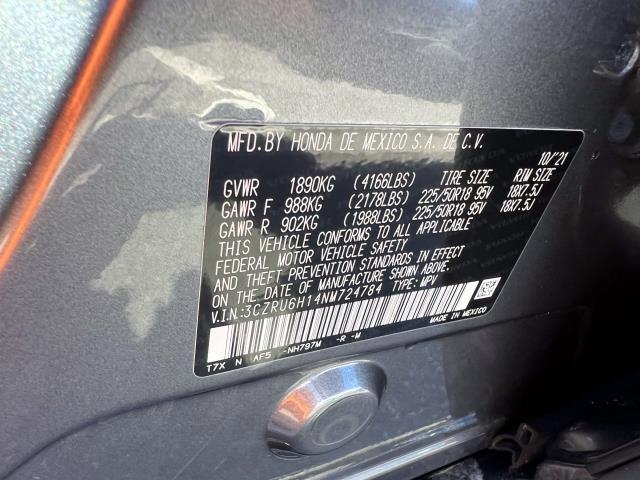 MFD.BY HONDA DE MEXICO S.A. DE C.V.
10/'21
GVWR 1890KG (4166LBS) TIRE SIZE RIM SIZE
GAWR F 988KG (2178LBS) 225/50R18 95V 18X7.5J
GAWR R 902KG (1988LBS) 225/50R18 95V 18X7.5J
THIS VEHICLE CONFORMS TO ALL APPLICABLE
FEDERAL MOTOR VEHICLE SAFETY
AND THEFT PREVENTION STANDARDS IN EFFECT
ON THE DATE OF MANUFACTURE SHOWN ABOVE.
V.I.N.:3CZRU6H14NM724784 TYPE: MPV
MADE IN MEXICO
T7X N AF5 -NH797M -R -M